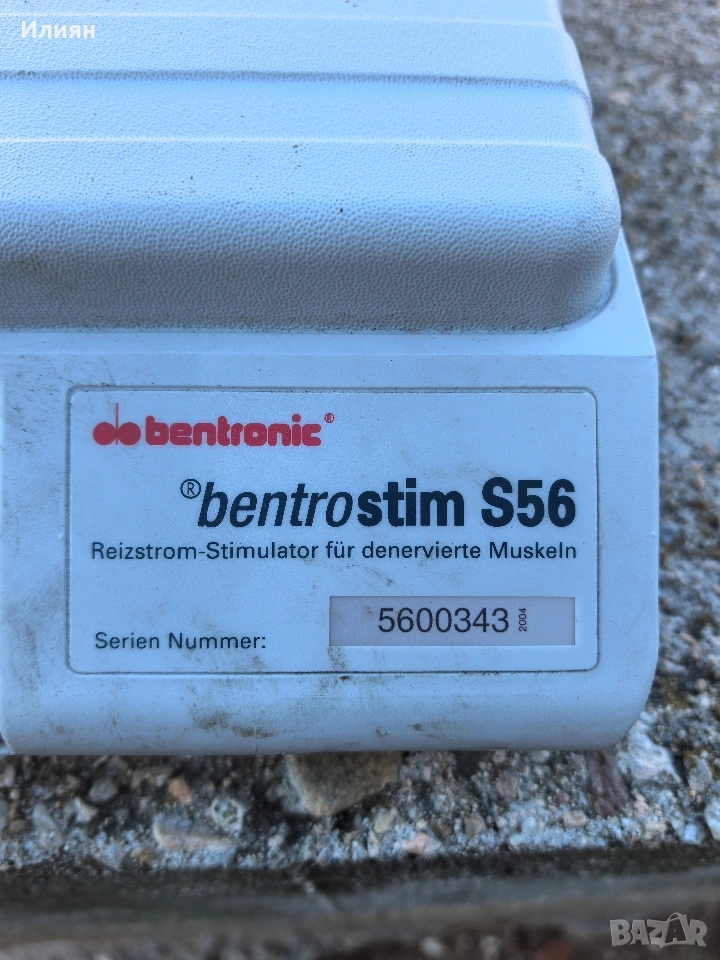 Илиян
bentronic®
®bentrostim S56
Reizstrom-Stimulator für denervierte Muskeln
Serien Nummer: 5600343 2004
BAZAR